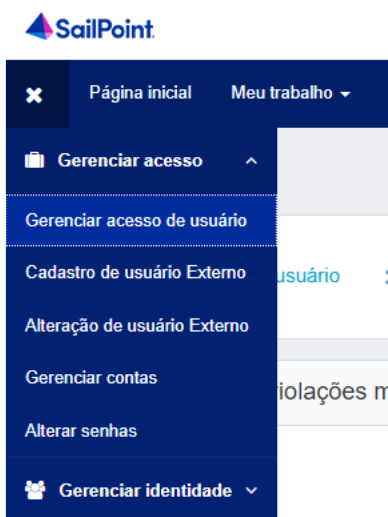 SailPoint
Página inicial Meu trabalho
Gerenciar acesso
Gerenciar acesso de usuário
Cadastro de usuário Externo
usuário
Alteração de usuário Externo
Gerenciar contas
Alterar senhas
Gerenciar identidade